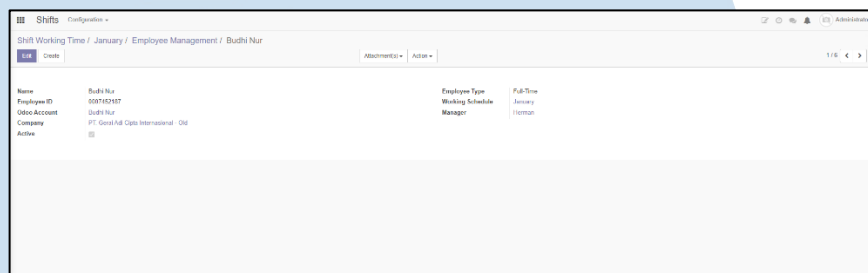 Shifts Configuration
Administrator
Shift Working Time / January / Employee Management / Budhi Nur
Edit Create Attachment(s) Action 1 / 6
Name Budhi Nur
Employee ID 0007452187
Odoo Account Budhi Nur
Company PT. Adi Cipta Internasional - Old
Active
Employee Type Full-Time
Working Schedule January
Manager Herman